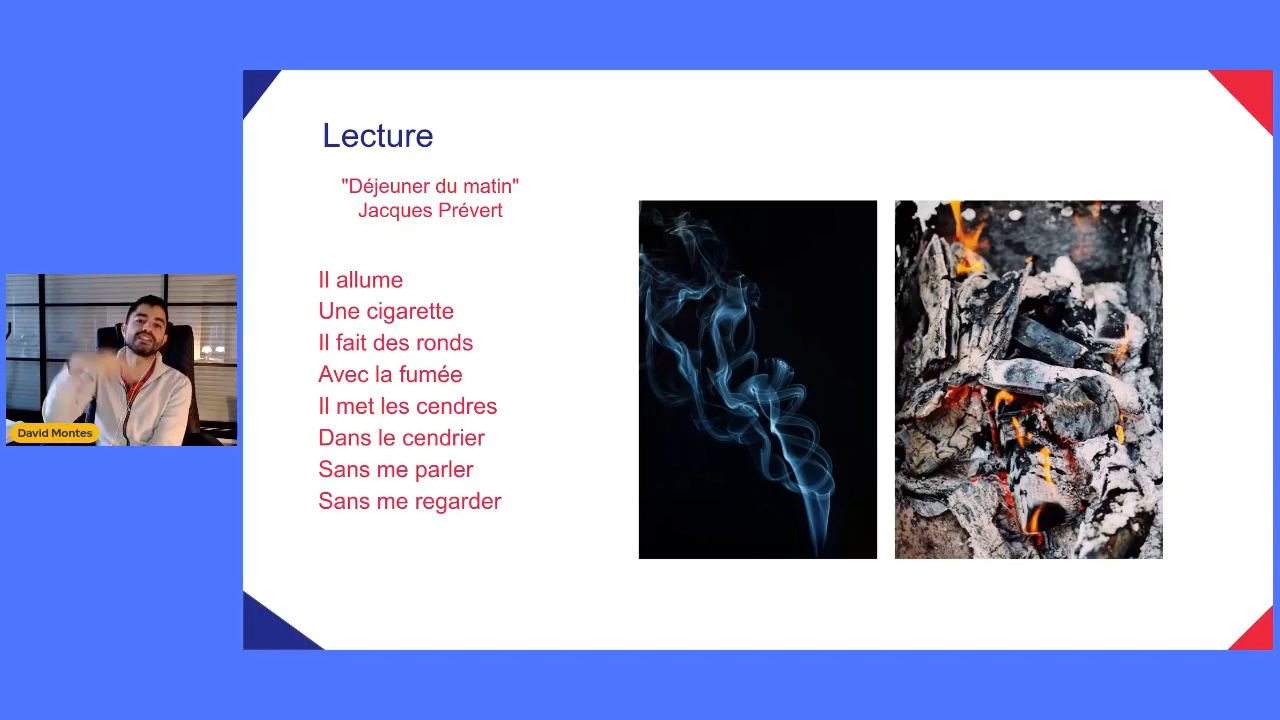 Lecture
"Déjeuner du matin"
Jacques Prévert
Il allume
Une cigarette
Il fait des ronds
Avec la fumée
Il met les cendres
Dans le cendrier
Sans me parler
Sans me regarder
David Montes